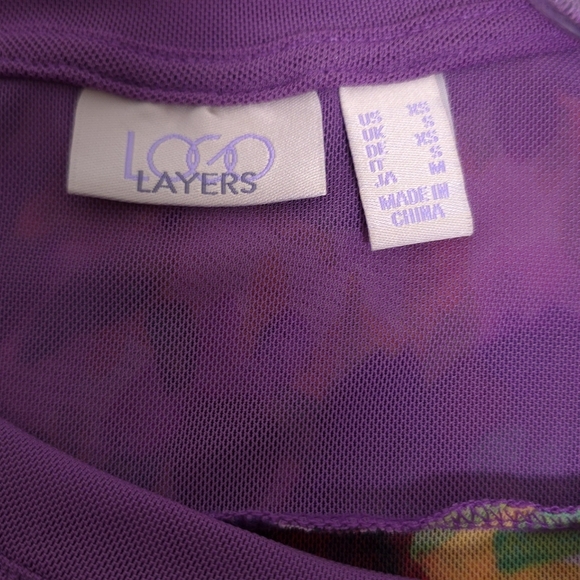 LOGO
LAYERS
US XS
UK S
DE XS
IT S
JA M
MADE IN
CHINA